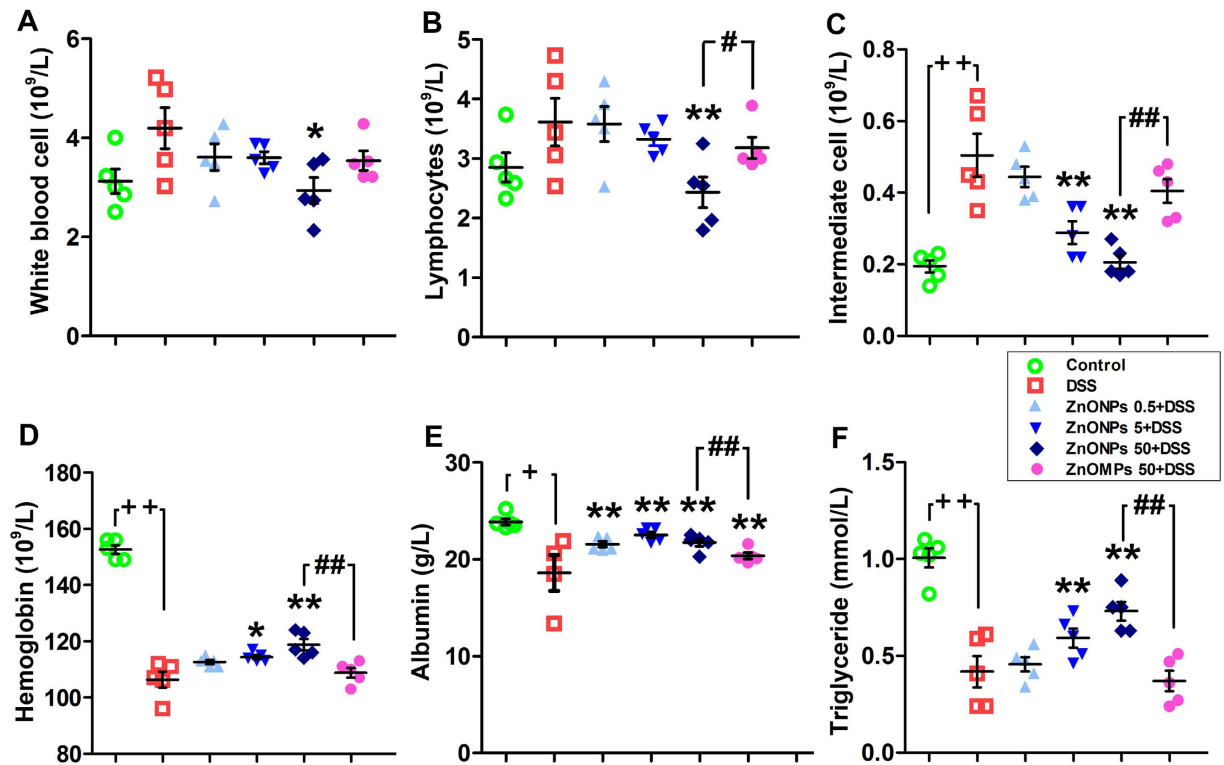 A
White blood cell (10⁹/L)
6
4
2
0
*
B
Lymphocytes (10⁹/L)
5
4
3
2
1
0
**
#
C
Intermediate cell (10⁹/L)
0.8
0.6
0.4
0.2
0.0
++
**
**
##
Control
DSS
ZnONPs 0.5+DSS
ZnONPs 5+DSS
ZnONPs 50+DSS
ZnOMPs 50+DSS
D
Hemoglobin (10⁹/L)
180
160
140
120
100
80
++
*
**
##
E
Albumin (g/L)
30
20
10
0
+
**
**
**
**
##
F
Triglyceride (mmol/L)
1.5
1.0
0.5
0.0
++
**
**
##